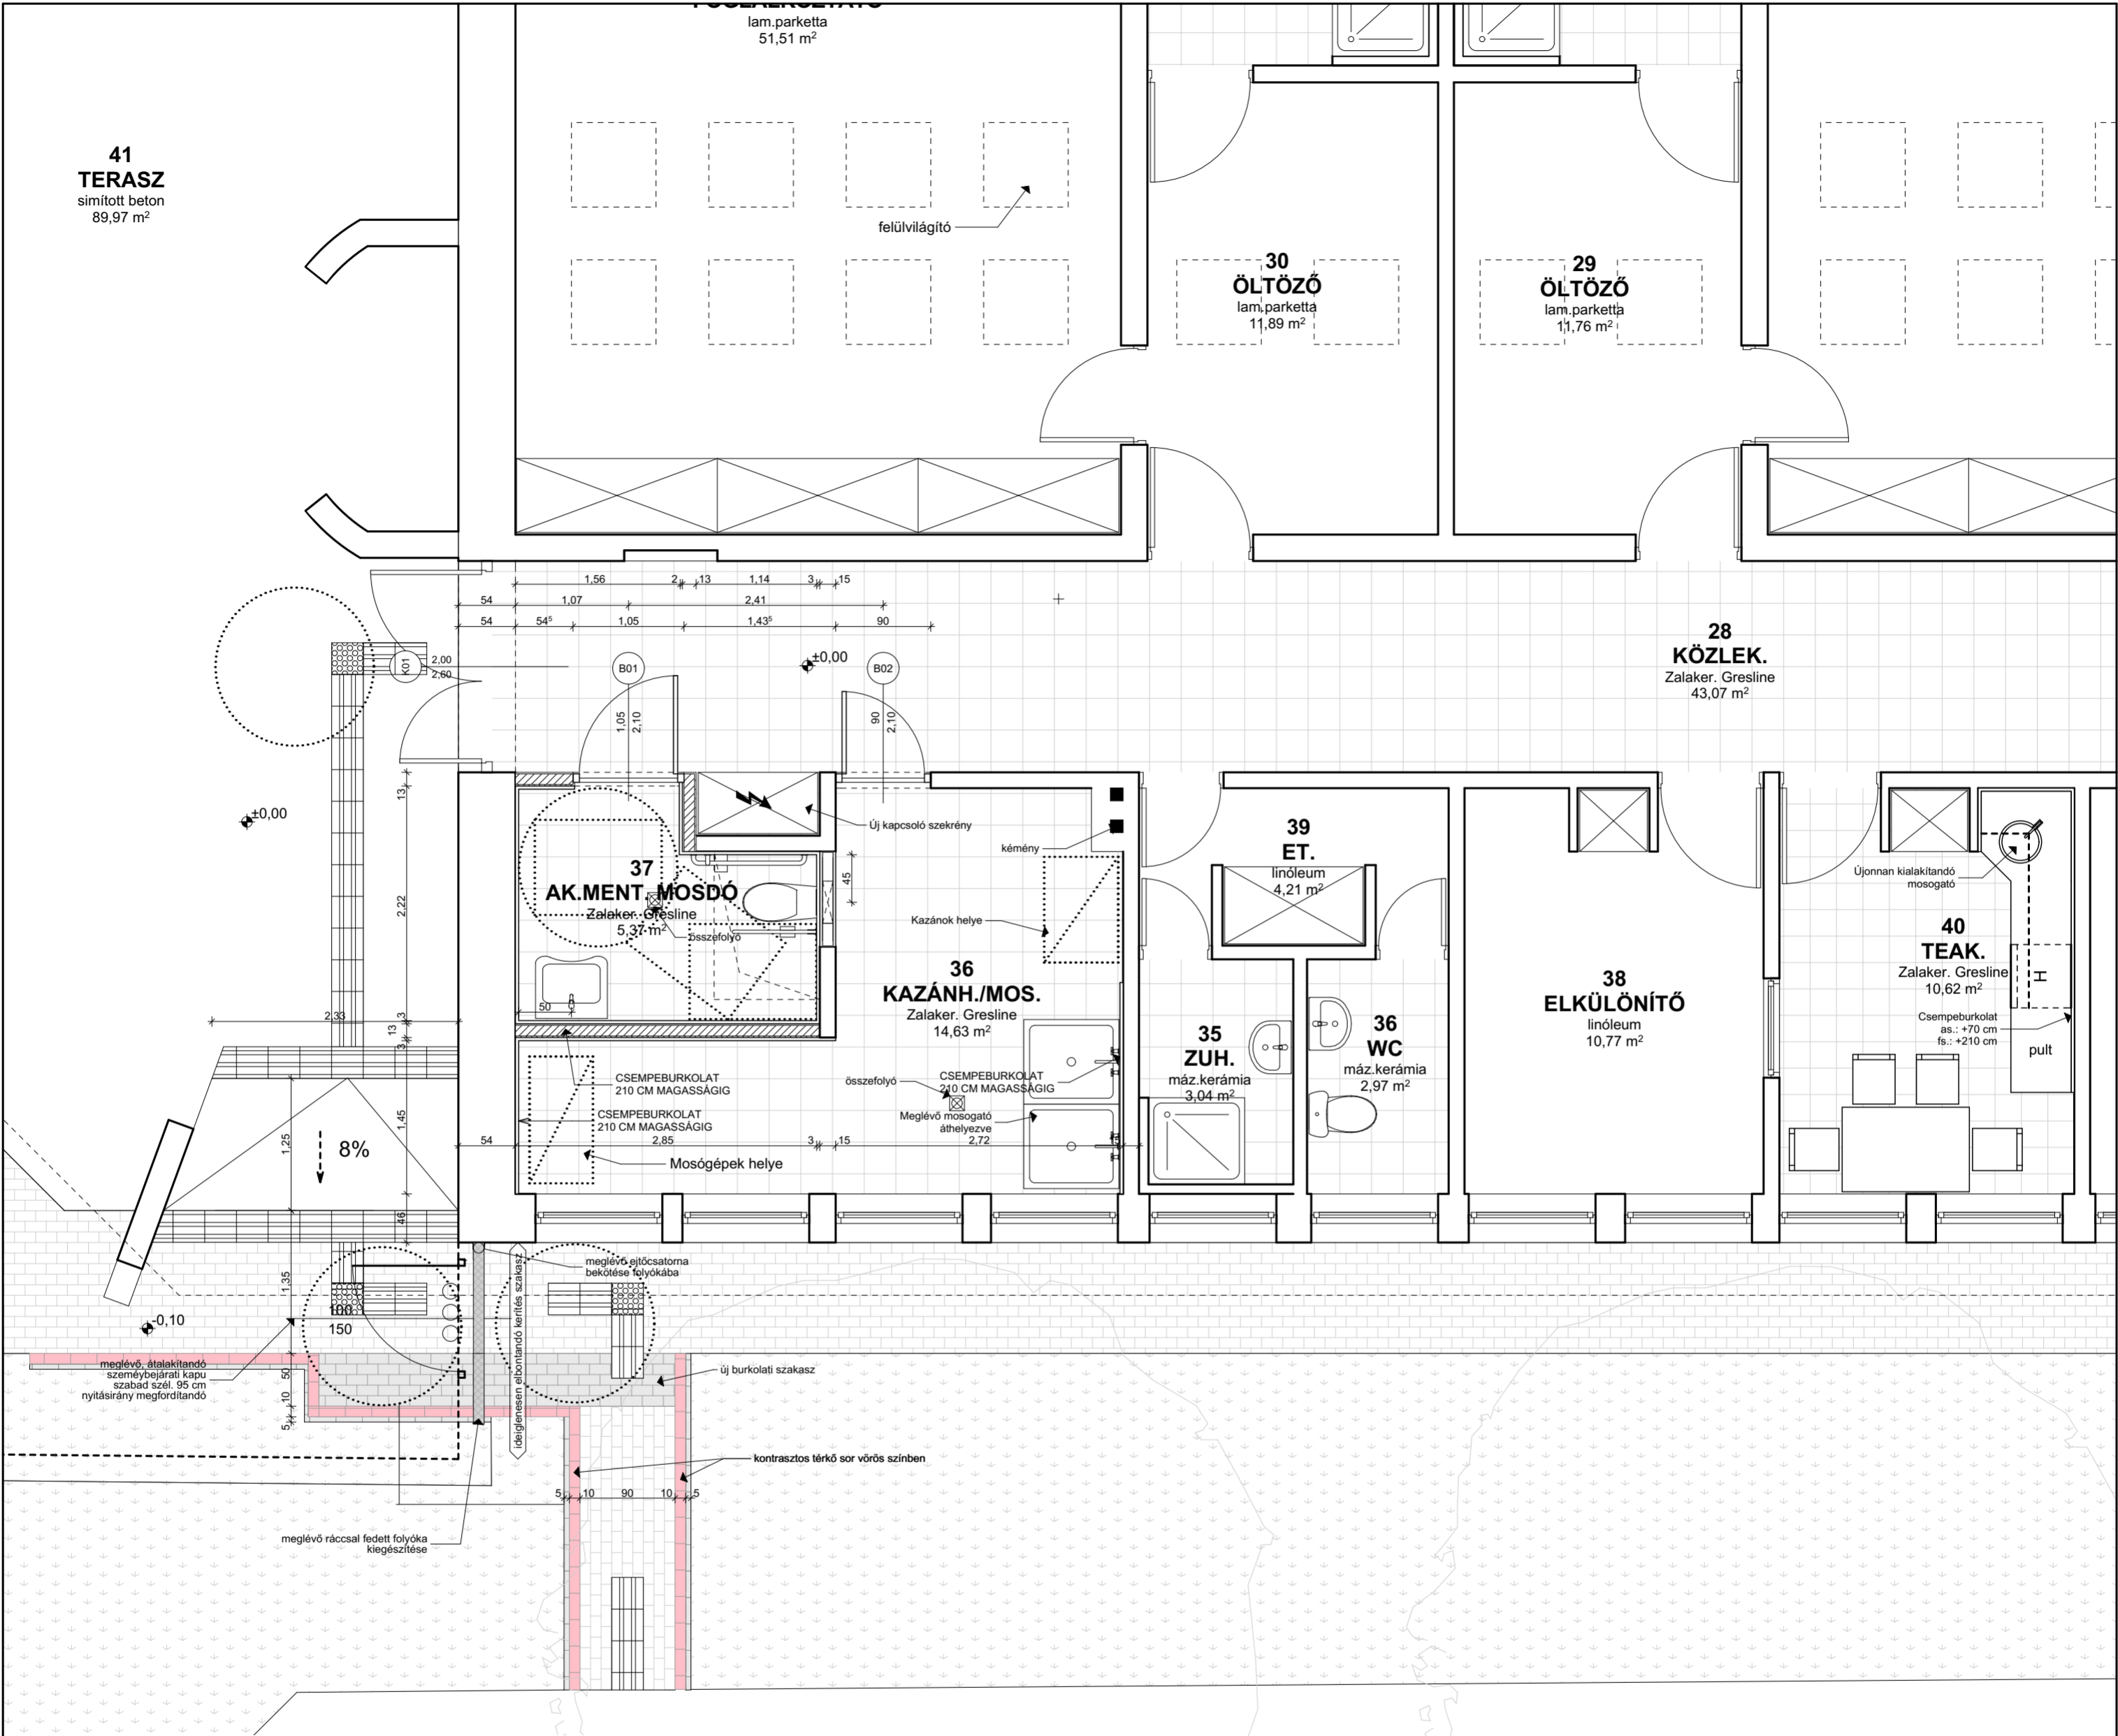 lam.parketta
51,51 m²
41
TERASZ
simított beton
89,97 m²
felülvilágító
30
ÖLTÖZŐ
lam.parketta
11,89 m²
29
ÖLTÖZŐ
lam.parketta
11,76 m²
1,56
2
13
1,14
3
15
54
1,07
2,41
54
54⁵
1,05
1,43⁵
90
28
KÖZLEK.
Zalaker. Gresline
43,07 m²
K01
2,00
2,60
B01
±0,00
B02
1,05
2,10
90
2,10
13
±0,00
Új kapcsoló szekrény
kémény
37
AK.MENT. MOSDÓ
Zalaker. Gresline
5,37 m²
összefolyó
45
2,22
Kazánok helye
39
ET.
linóleum
4,21 m²
Újonnan kialakítandó
mosogató
36
KAZÁNH./MOS.
Zalaker. Gresline
14,63 m²
38
ELKÜLÖNÍTŐ
linóleum
10,77 m²
40
TEAK.
Zalaker. Gresline
10,62 m²
H
Csempeburkolat
as.: +70 cm
fs.: +210 cm
pult
50
2,33
3
13
3
35
ZUH.
máz.kerámia
3,04 m²
36
WC
máz.kerámia
2,97 m²
CSEMPEBURKOLAT
210 CM MAGASSÁGIG
CSEMPEBURKOLAT
210 CM MAGASSÁGIG
összefolyó
CSEMPEBURKOLAT
210 CM MAGASSÁGIG
Meglévő mosogató
áthelyezve
1,25
8%
1,45
54
2,85
3
15
2,72
Mosógépek helye
46
meglévő ejtőcsatorna
bekötése folyókába
ideiglenesen elbontandó kerítés szakasz
1,35
-0,10
100
150
meglévő, átalakítandó
szeméybejárati kapu
szabad szél. 95 cm
nyitásirány megfordítandó
50
10
5
új burkolati szakasz
kontrasztos térkő sor vörös színben
5
10
90
10
5
meglévő ráccsal fedett folyóka
kiegészítése